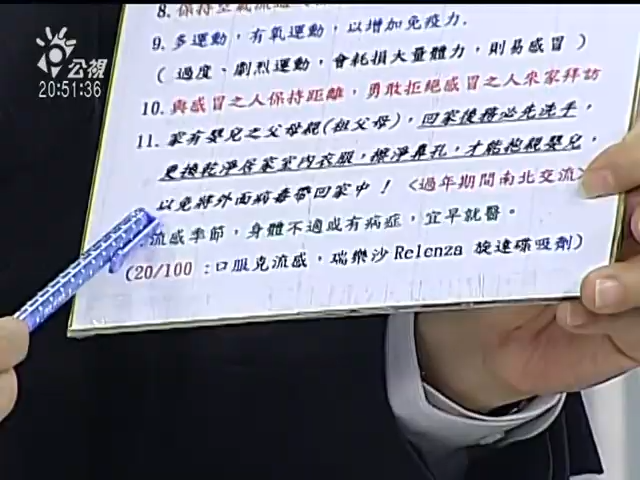 8. 保持空氣流通
9. 多運動，有氧運動，以增加免疫力.
公視
(過度、劇烈運動，會耗損大量體力，則易感冒)
20:51:36
10. 與感冒之人保持距離，勇敢拒絕感冒之人來家拜訪
11. 家有嬰兒之父母親(祖父母)，回家後務必先洗手，
更換乾淨居家室內衣服，擦淨鼻孔，才能抱親嬰兒，
以免將外面病毒帶回家中！〈過年期間南北交流〉
流感季節，身體不適或有病症，宜早就醫。
(20/100 :口服克流感，瑞樂沙Relenza 旋達碟吸劑)